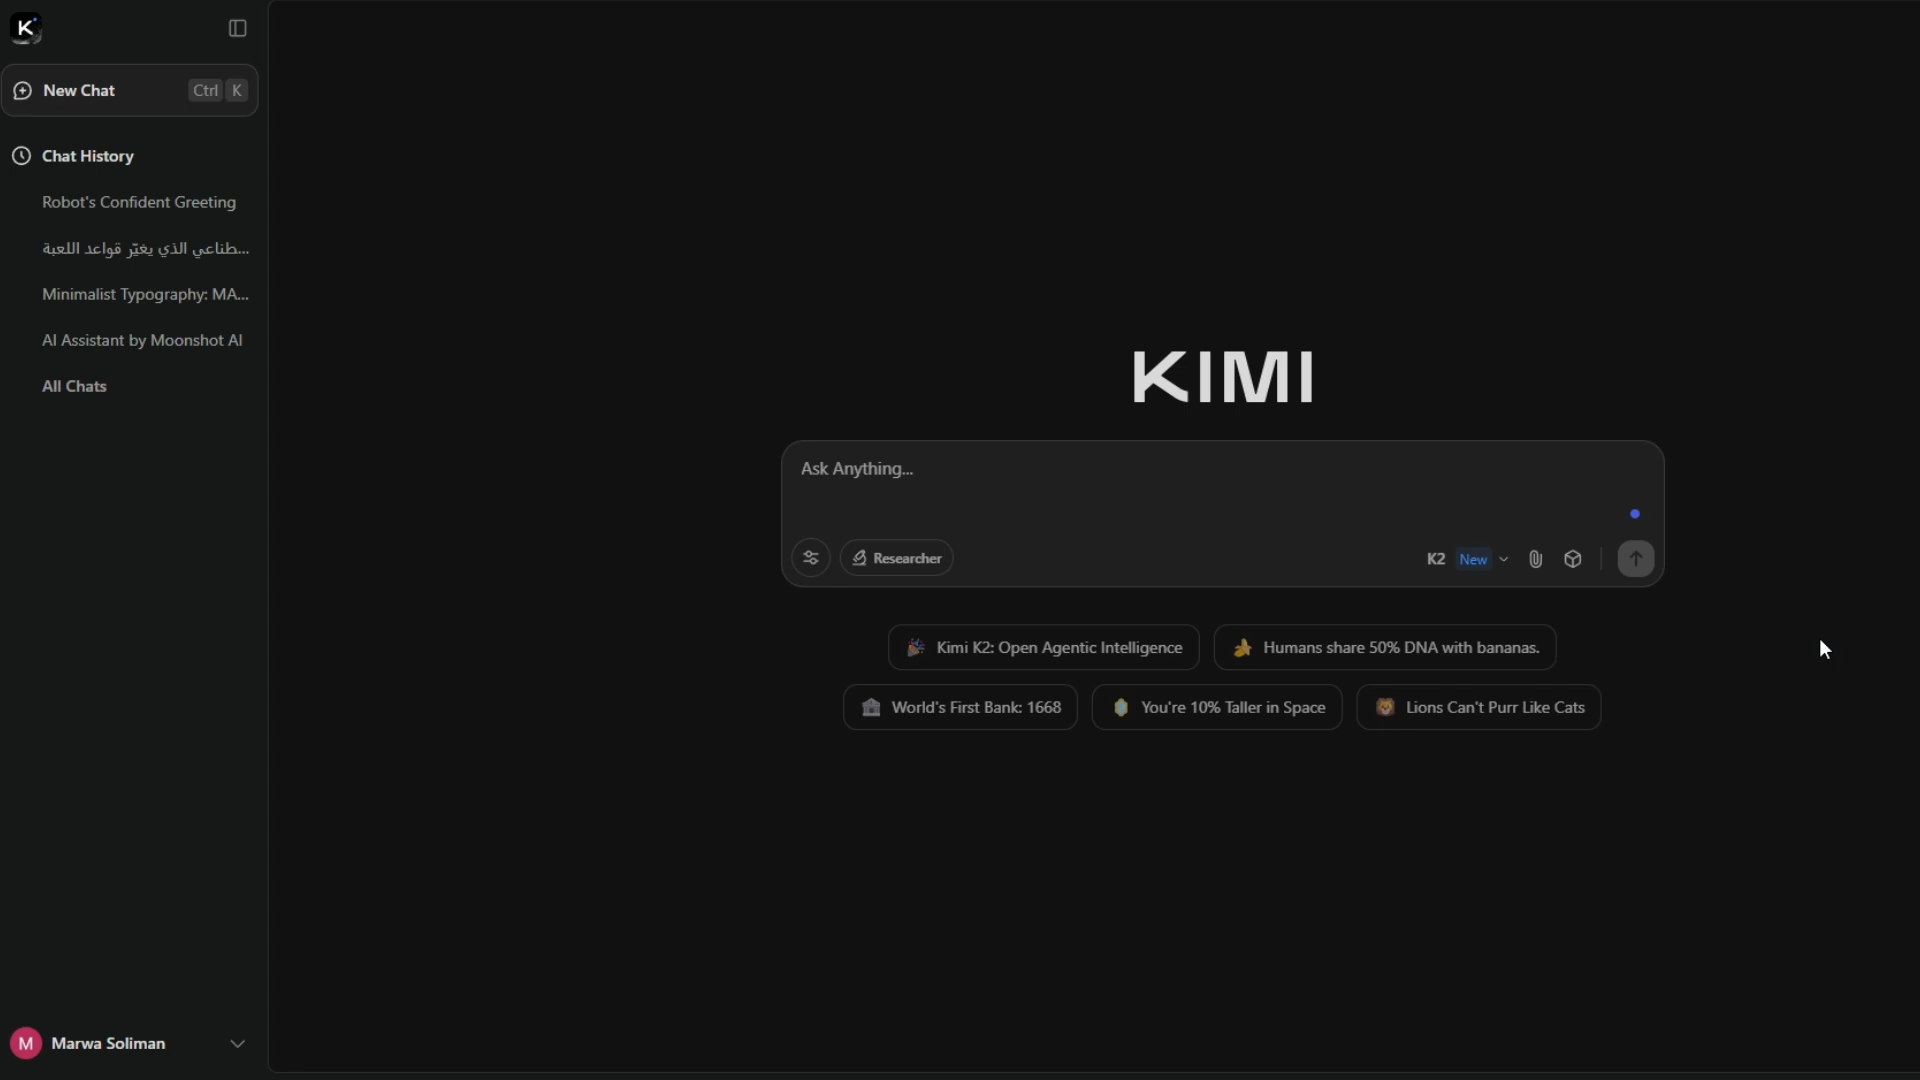 K
New Chat Ctrl K
Chat History
Robot's Confident Greeting
...طناعي الذي يغيّر قواعد اللعبة
Minimalist Typography: MA...
AI Assistant by Moonshot AI
All Chats
KIMI
Ask Anything...
Researcher
K2 New
Kimi K2: Open Agentic Intelligence
Humans share 50% DNA with bananas.
World's First Bank: 1668
You're 10% Taller in Space
Lions Can't Purr Like Cats
M Marwa Soliman